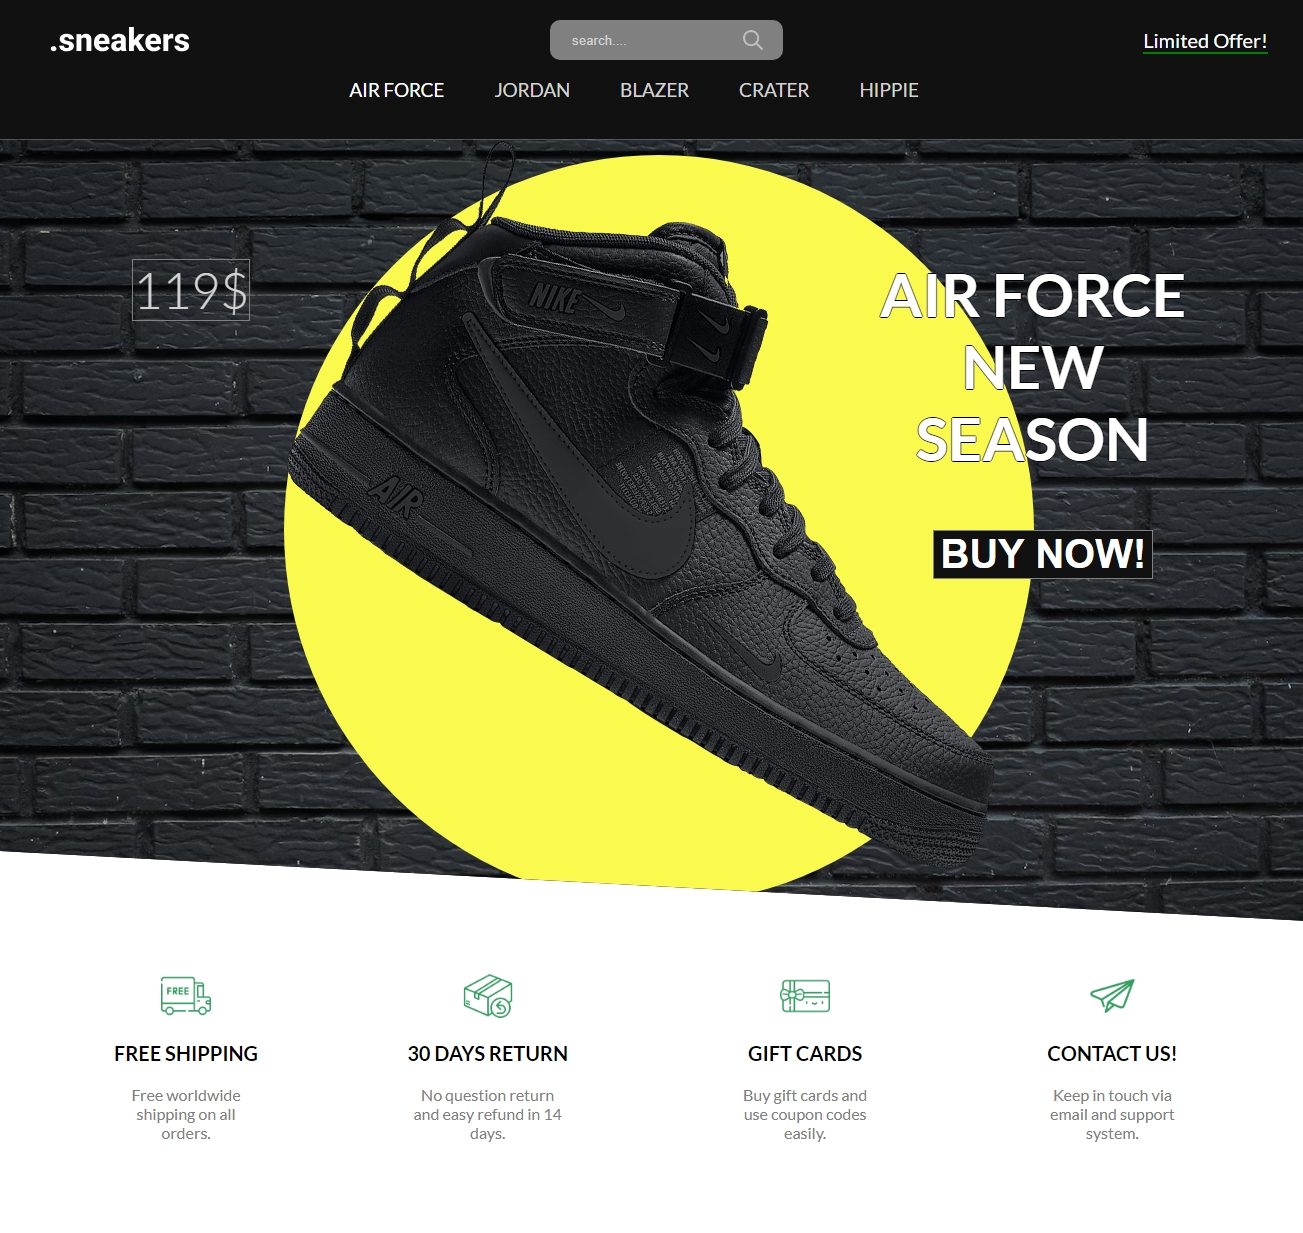 .sneakers
search....
Limited Offer!
AIR FORCE JORDAN BLAZER CRATER HIPPIE
119$
NIKE
AIR
AIR FORCE
NEW
SEASON
BUY NOW!
FREE
FREE SHIPPING
Free worldwide
shipping on all
orders.
30 DAYS RETURN
No question return
and easy refund in 14
days.
GIFT CARDS
Buy gift cards and
use coupon codes
easily.
CONTACT US!
Keep in touch via
email and support
system.